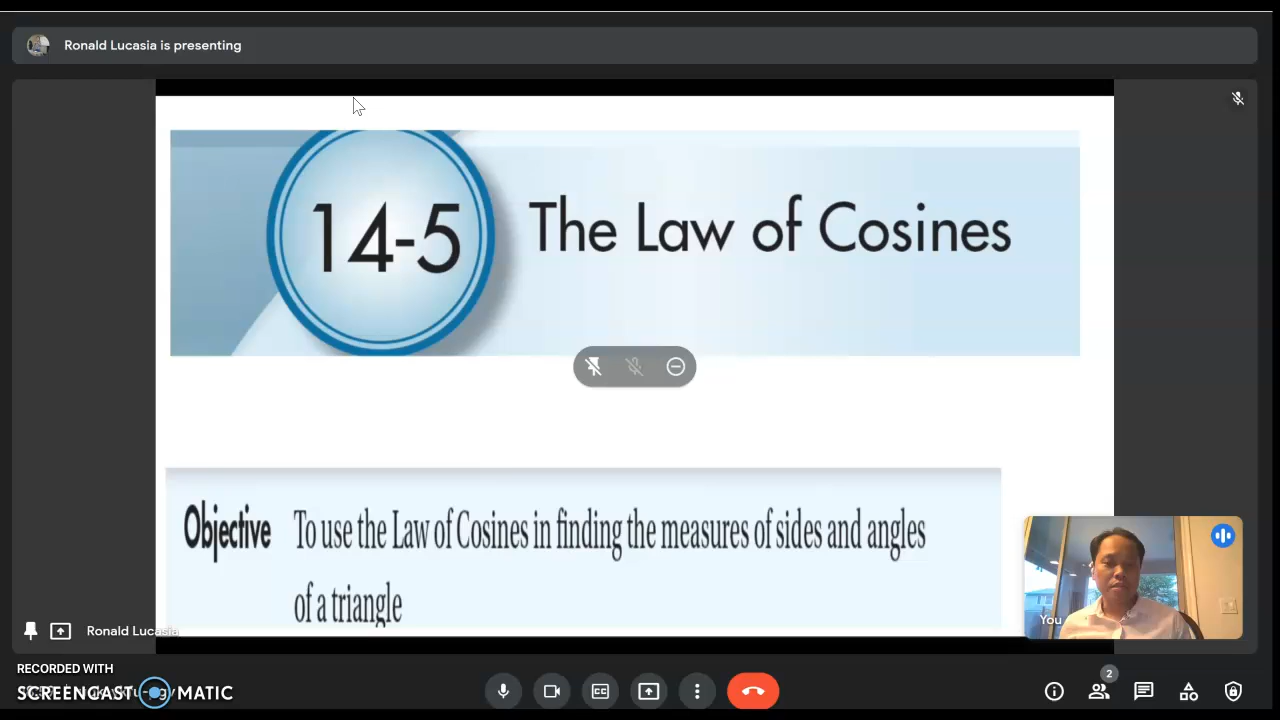 Ronald Lucasia is presenting
14-5 The Law of Cosines
Objective To use the Law of Cosines in finding the measures of sides and angles
of a triangle
You
Ronald Lucasia
RECORDED WITH
SCREENCAST MATIC
2